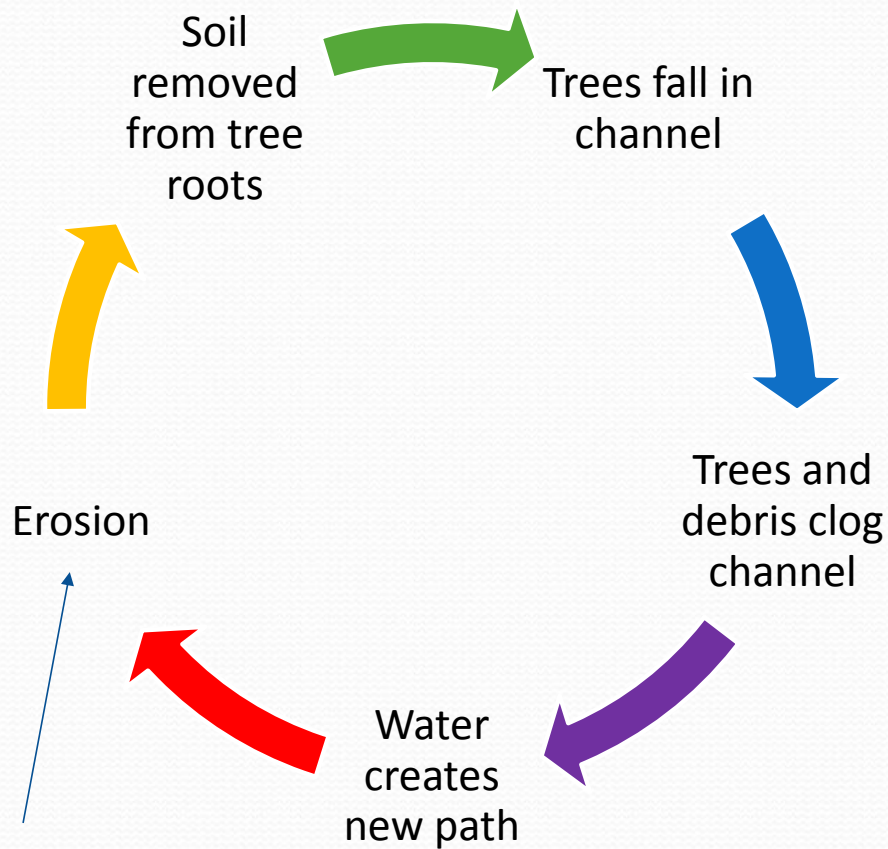 Soil
removed
from tree
roots
Trees fall in
channel
Trees and
debris clog
channel
Water
creates
new path
Erosion